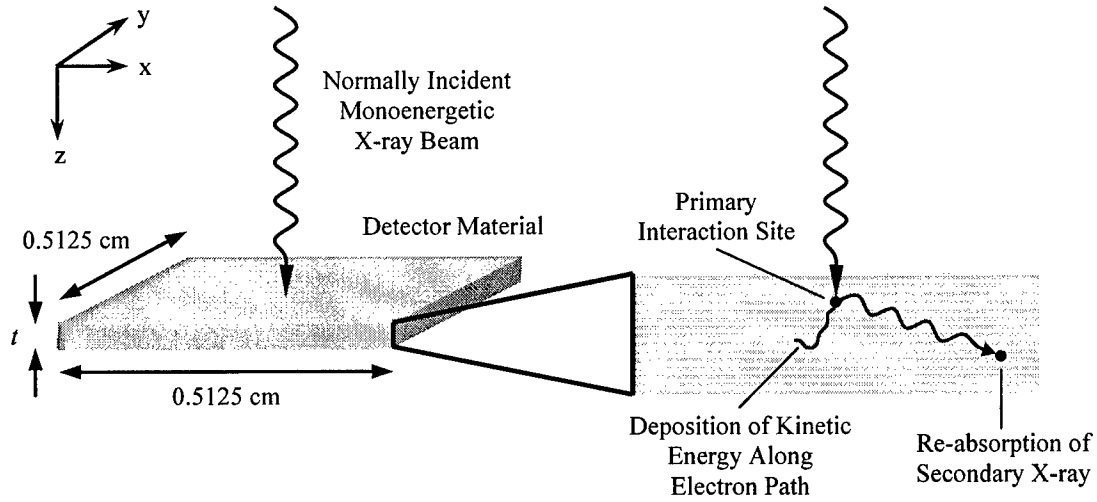 y
x
z
Normally Incident
Monoenergetic
X-ray Beam
0.5125 cm
Detector Material
t
0.5125 cm
Primary
Interaction Site
Deposition of Kinetic
Energy Along
Electron Path
Re-absorption of
Secondary X-ray